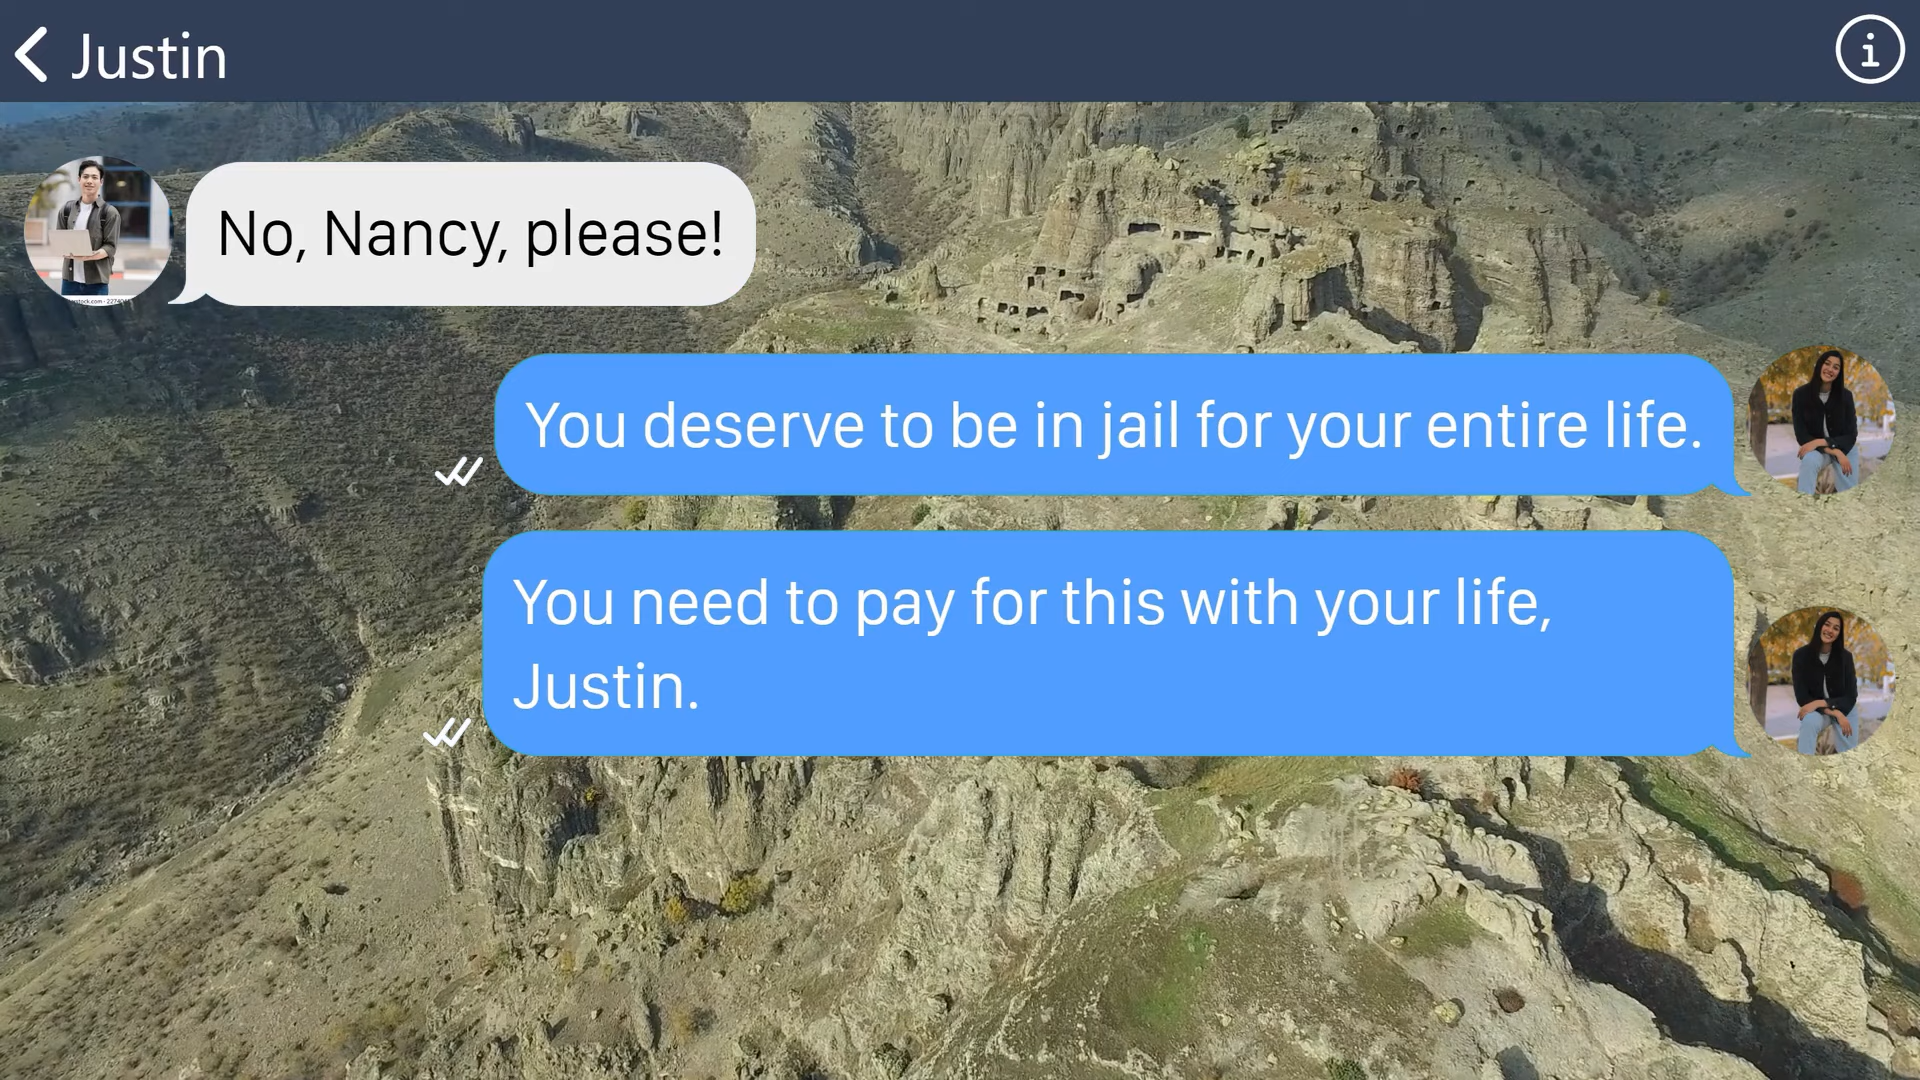 Justin
No, Nancy, please!
You deserve to be in jail for your entire life.
You need to pay for this with your life,
Justin.